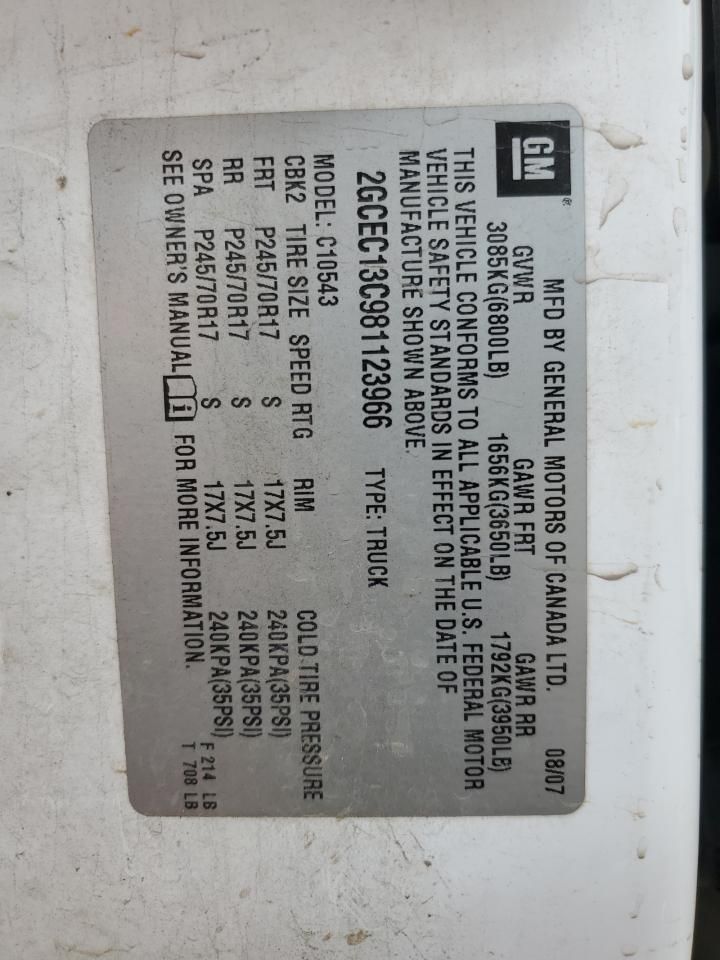 GM® MFD BY GENERAL MOTORS OF CANADA LTD. 08/07
GVWR GAWR FRT GAWR RR
3085KG(6800LB) 1656KG(3650LB) 1792KG(3950LB)
THIS VEHICLE CONFORMS TO ALL APPLICABLE U.S. FEDERAL MOTOR
VEHICLE SAFETY STANDARDS IN EFFECT ON THE DATE OF
MANUFACTURE SHOWN ABOVE.
2GCEC13C981123966 TYPE: TRUCK
MODEL: C10543
CBK2 TIRE SIZE SPEED RTG RIM COLD TIRE PRESSURE
FRT P245/70R17 S 17X7.5J 240KPA(35PSI)
RR P245/70R17 S 17X7.5J 240KPA(35PSI)
SPA P245/70R17 S 17X7.5J 240KPA(35PSI)
SEE OWNER'S MANUAL i FOR MORE INFORMATION.
F 214 LB
T 708 LB